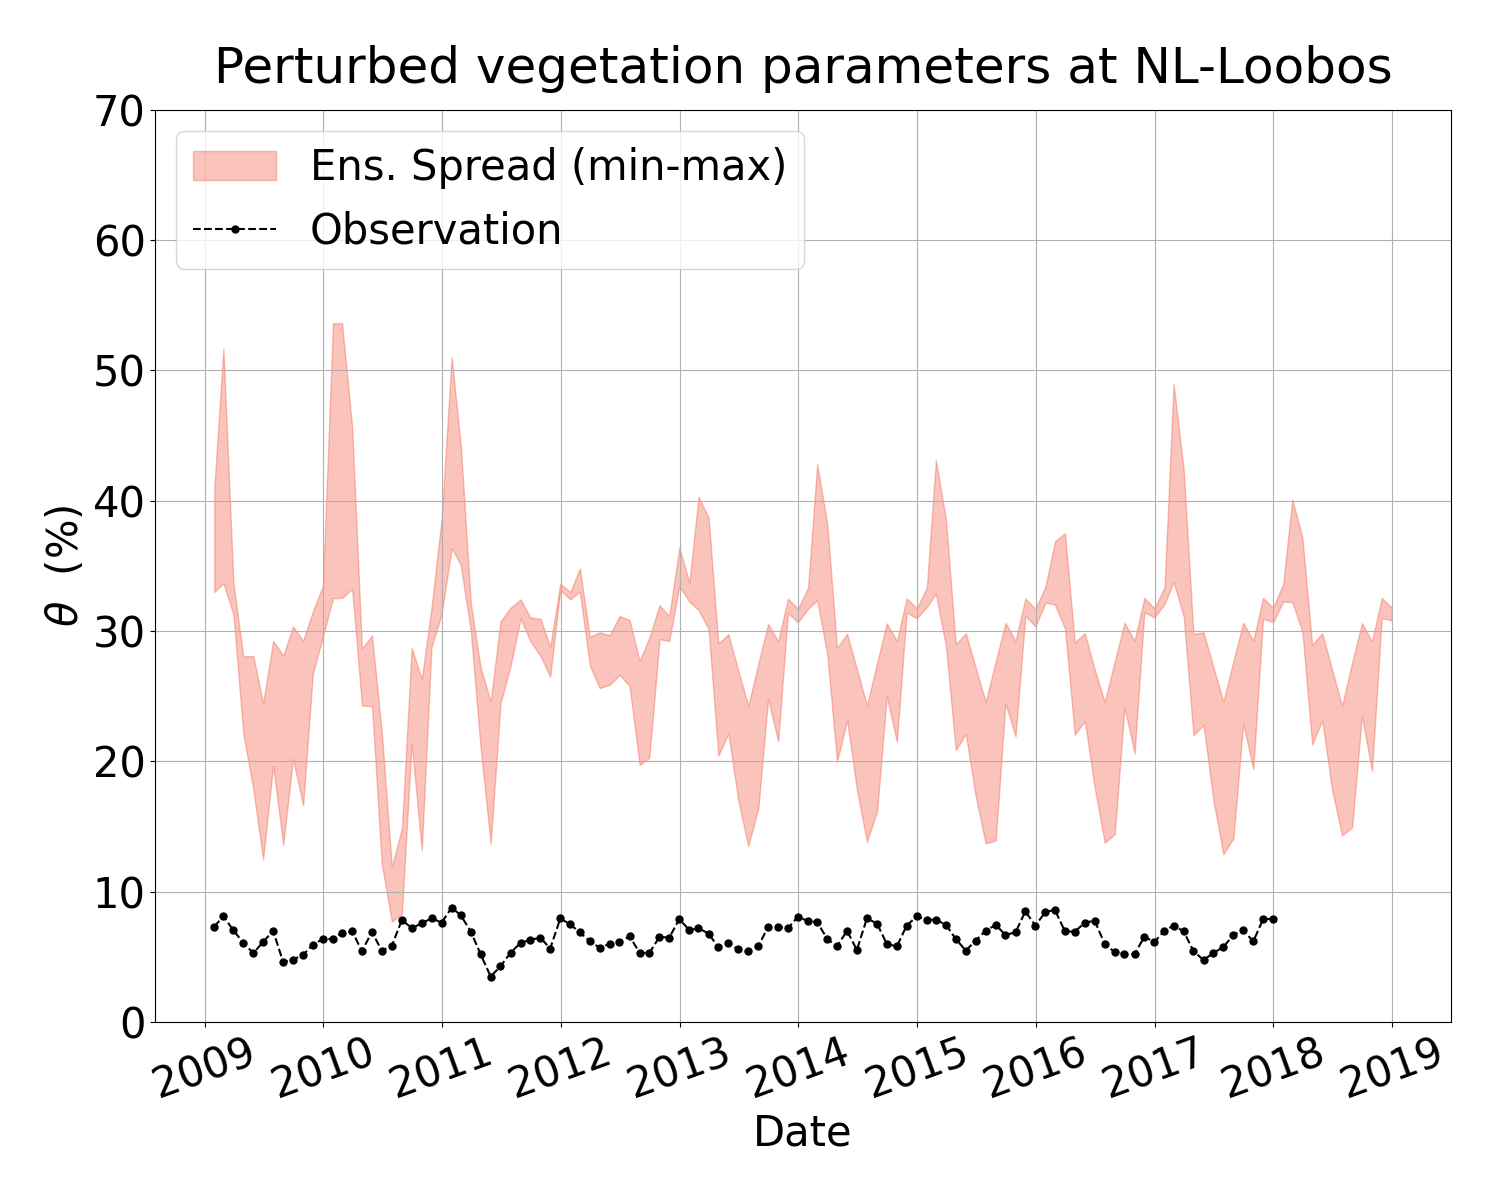 Perturbed vegetation parameters at NL-Loobos
70
60
50
40
30
20
10
0
θ (%)
Ens. Spread (min-max)
Observation
2009 2010 2011 2012 2013 2014 2015 2016 2017 2018 2019
Date